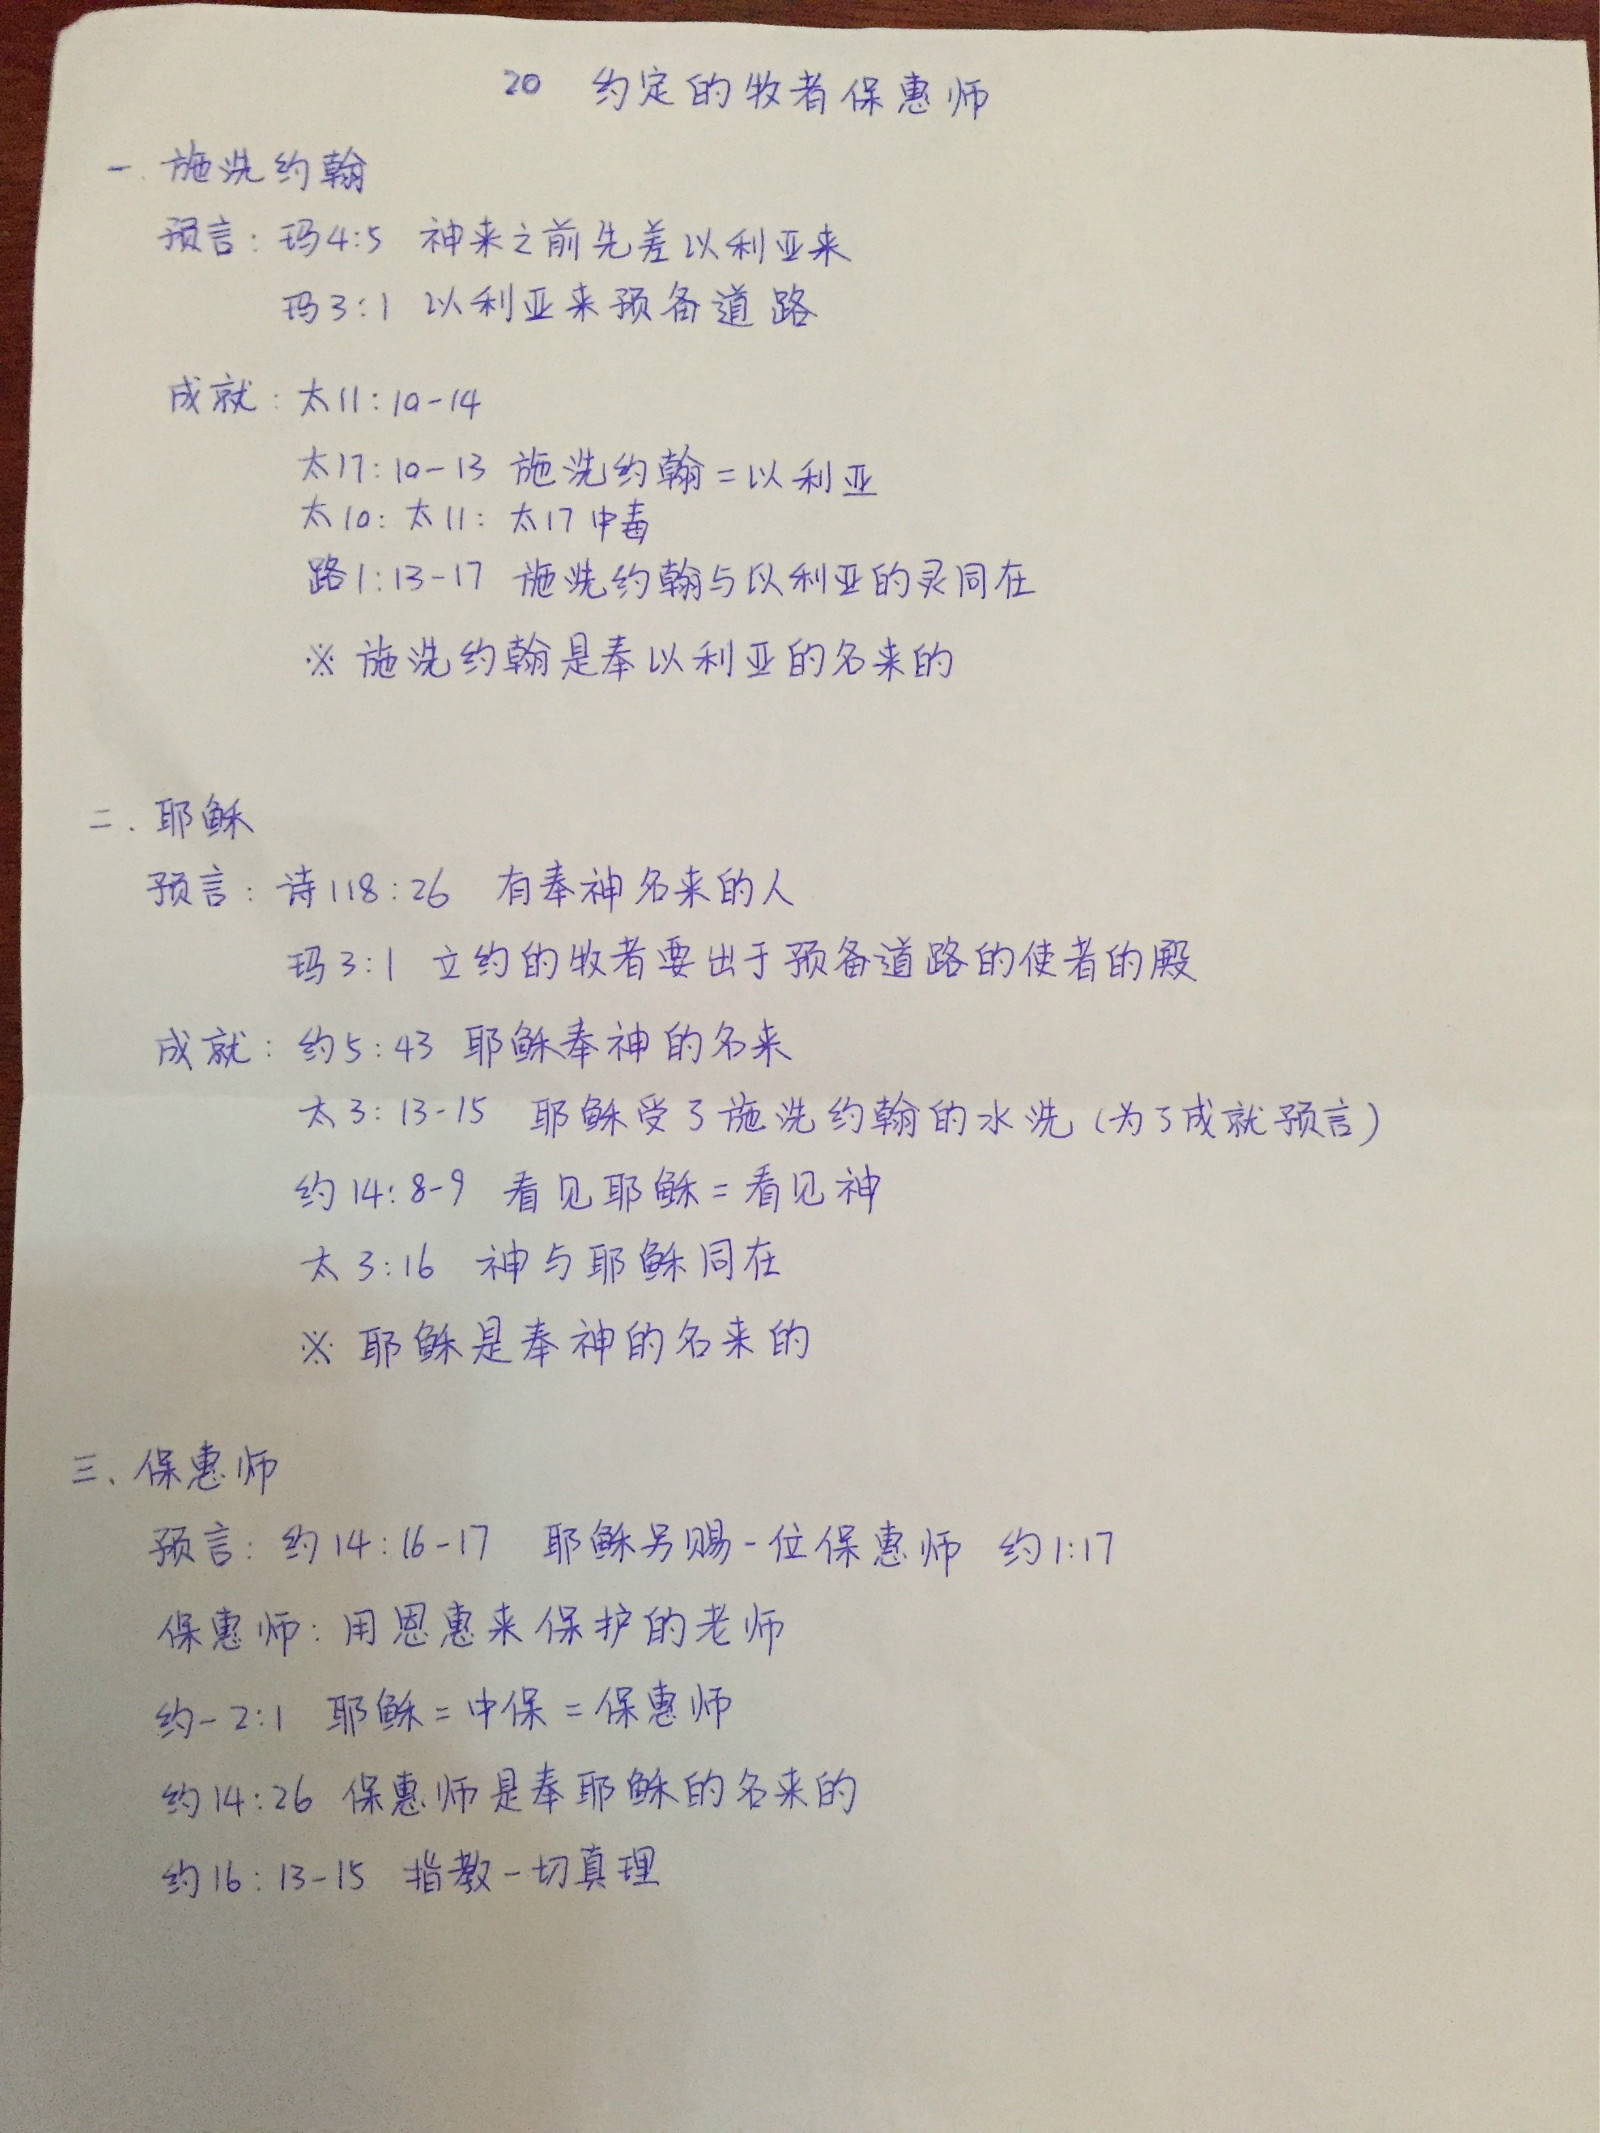 20 约定的牧者保惠师
一. 施洗约翰
预言: 玛4:5 神来之前先差以利亚来
玛3:1 以利亚来预备道路
成就: 太11:10-14
太17:10-13 施洗约翰=以利亚
太10: 太11: 太17中毒
路1:13-17 施洗约翰与以利亚的灵同在
※ 施洗约翰是奉以利亚的名来的
二. 耶稣
预言: 诗118:26 有奉神名来的人
玛3:1 立约的牧者要出于预备道路的使者的殿
成就: 约5:43 耶稣奉神的名来
太3:13-15 耶稣受了施洗约翰的水洗(为了成就预言)
约14:8-9 看见耶稣=看见神
太3:16 神与耶稣同在
※ 耶稣是奉神的名来的
三、保惠师
预言: 约14:16-17 耶稣另赐一位保惠师 约1:17
保惠师: 用恩惠来保护的老师
约一2:1 耶稣=中保=保惠师
约14:26 保惠师是奉耶稣的名来的
约16:13-15 指教一切真理